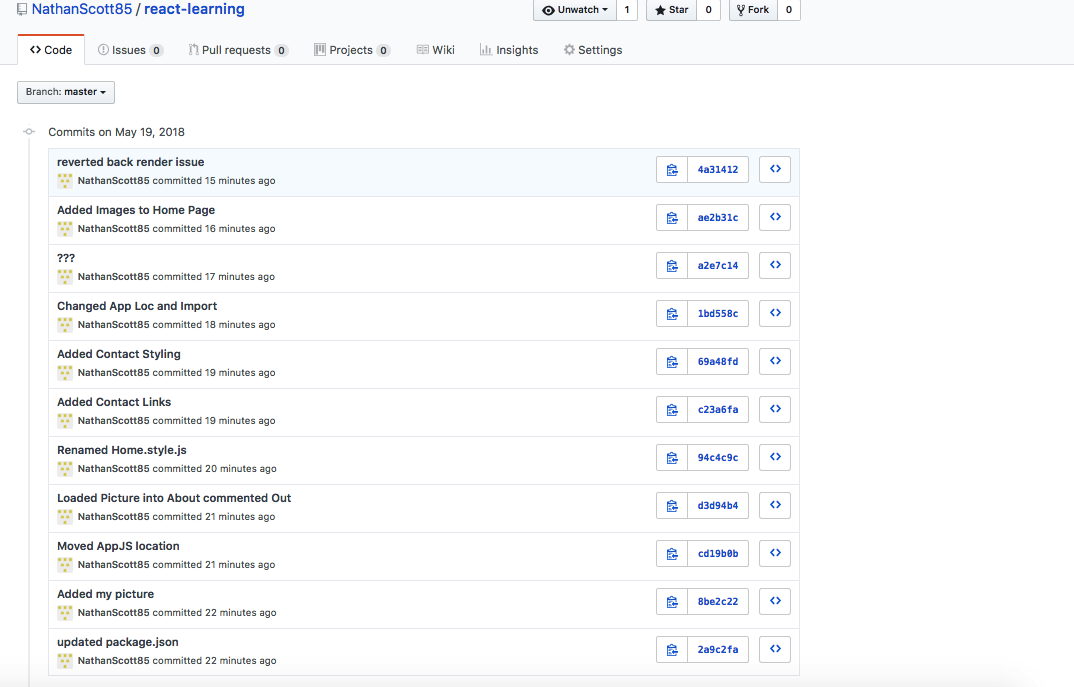 NathanScott85 / react-learning
Unwatch 1 Star 0 Fork 0
Code Issues 0 Pull requests 0 Projects 0 Wiki Insights Settings
Branch: master
Commits on May 19, 2018
reverted back render issue
NathanScott85 committed 15 minutes ago
4a31412
Added Images to Home Page
NathanScott85 committed 16 minutes ago
ae2b31c
???
NathanScott85 committed 17 minutes ago
a2e7c14
Changed App Loc and Import
NathanScott85 committed 18 minutes ago
1bd558c
Added Contact Styling
NathanScott85 committed 19 minutes ago
69a48fd
Added Contact Links
NathanScott85 committed 19 minutes ago
c23a6fa
Renamed Home.style.js
NathanScott85 committed 20 minutes ago
94c4c9c
Loaded Picture into About commented Out
NathanScott85 committed 21 minutes ago
d3d94b4
Moved AppJS location
NathanScott85 committed 21 minutes ago
cd19b0b
Added my picture
NathanScott85 committed 22 minutes ago
8be2c22
updated package.json
NathanScott85 committed 22 minutes ago
2a9c2fa